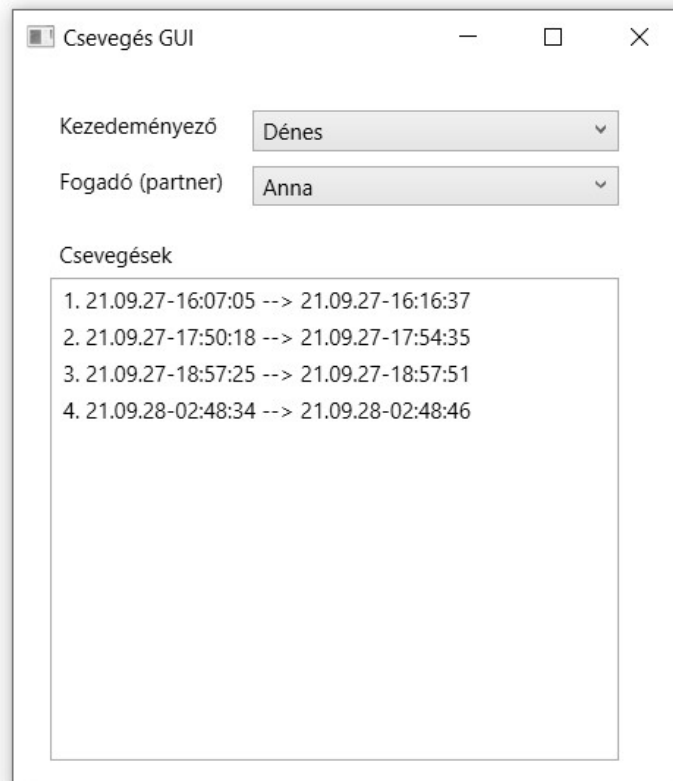 Csevegés GUI
Kezedeményező Dénes
Fogadó (partner) Anna
Csevegések
1. 21.09.27-16:07:05 --> 21.09.27-16:16:37
2. 21.09.27-17:50:18 --> 21.09.27-17:54:35
3. 21.09.27-18:57:25 --> 21.09.27-18:57:51
4. 21.09.28-02:48:34 --> 21.09.28-02:48:46